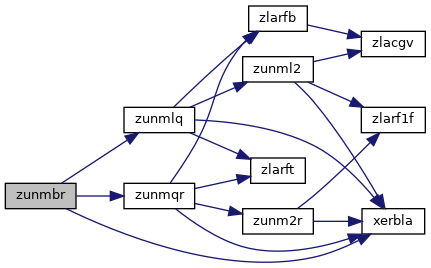 zlarfb
zlacgv
zunml2
zunmlq
zlarf1f
zlarft
zunmbr
zunmqr
zunm2r
xerbla